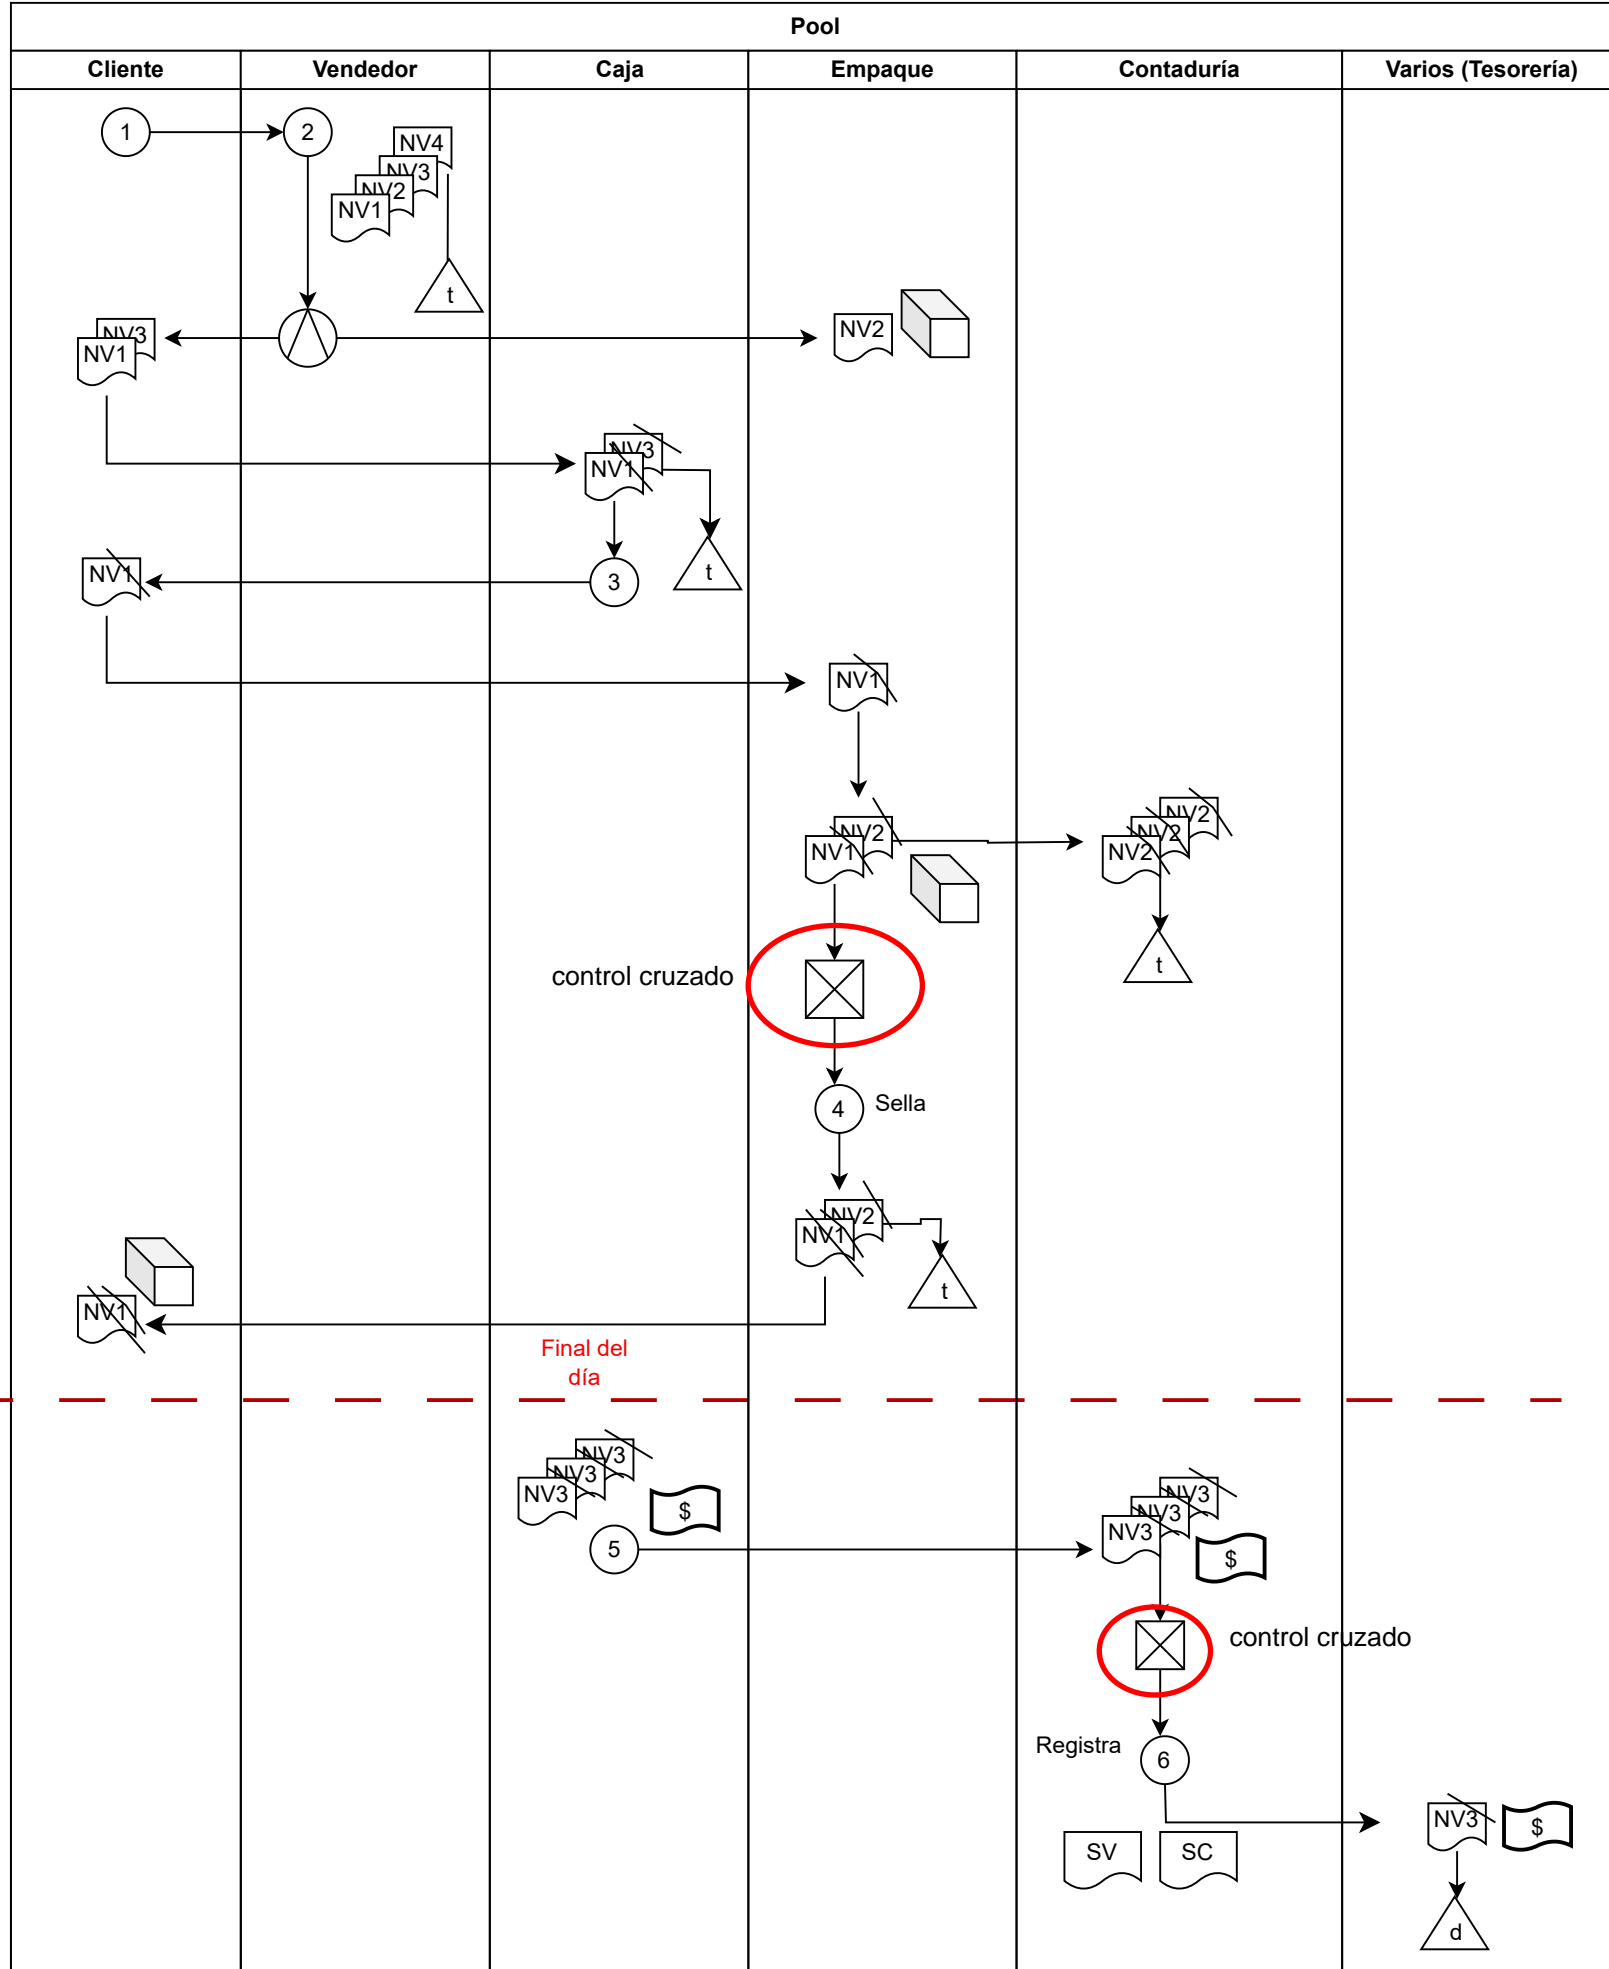 Pool
Cliente
Vendedor
Caja
Empaque
Contaduría
Varios (Tesorería)
1
2
NV4
NV3
NV2
NV1
t
NV3
NV1
NV2
NV3
NV1
t
NV1
3
NV1
NV2
NV1
NV2
NV2
NV2
t
control cruzado
4
Sella
NV2
NV1
t
NV1
Final del
día
NV3
NV3
NV3
$
5
NV3
NV3
NV3
$
control cruzado
Registra
6
SV
SC
NV3
$
d